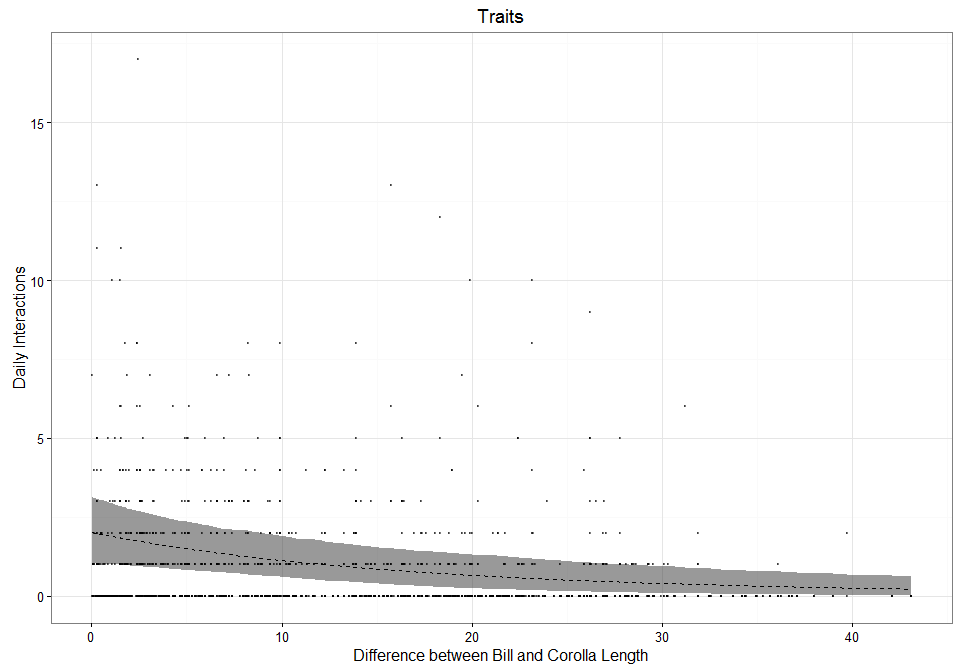 Traits
15
10
5
0
Daily Interactions
0 10 20 30 40
Difference between Bill and Corolla Length